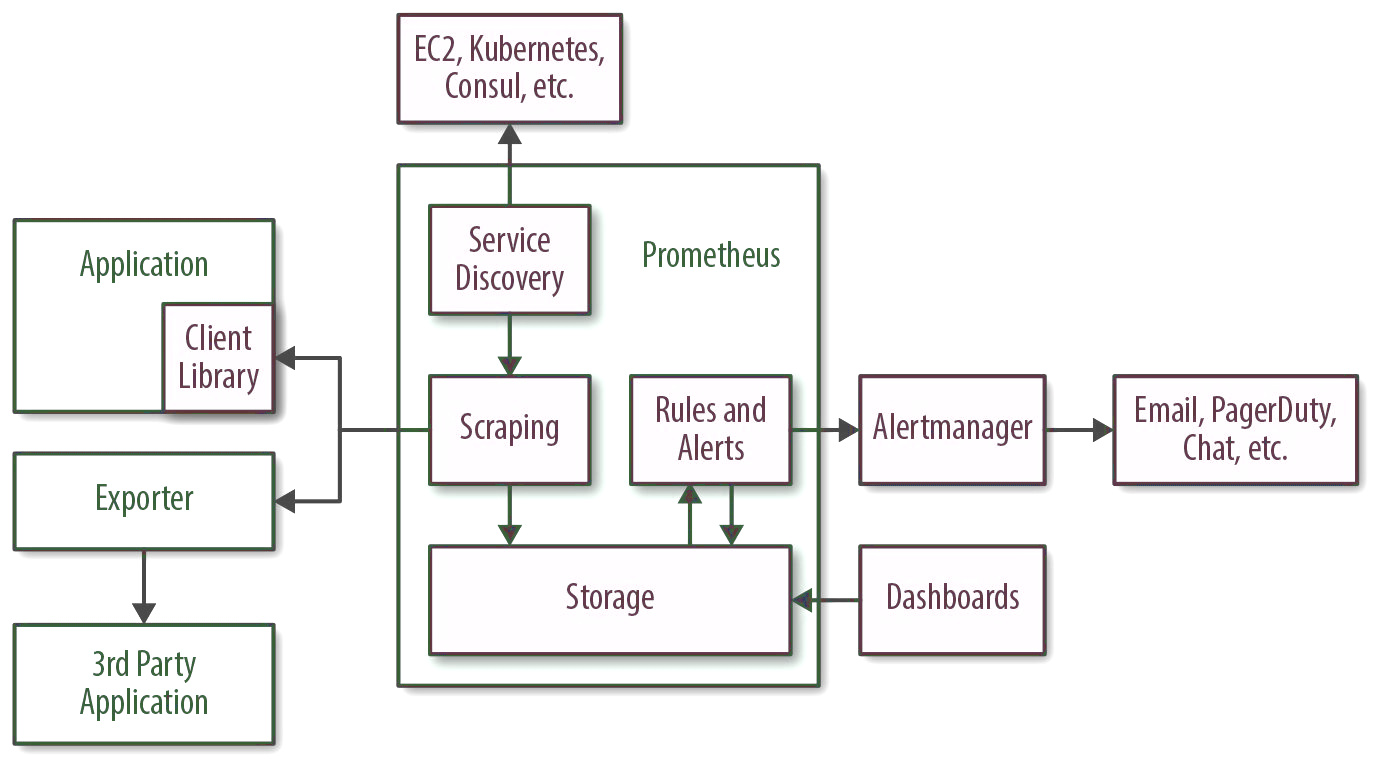 EC2, Kubernetes,
Consul, etc.
Application
Client
Library
Exporter
3rd Party
Application
Prometheus
Service
Discovery
Scraping
Rules and
Alerts
Storage
Alertmanager
Email, PagerDuty,
Chat, etc.
Dashboards